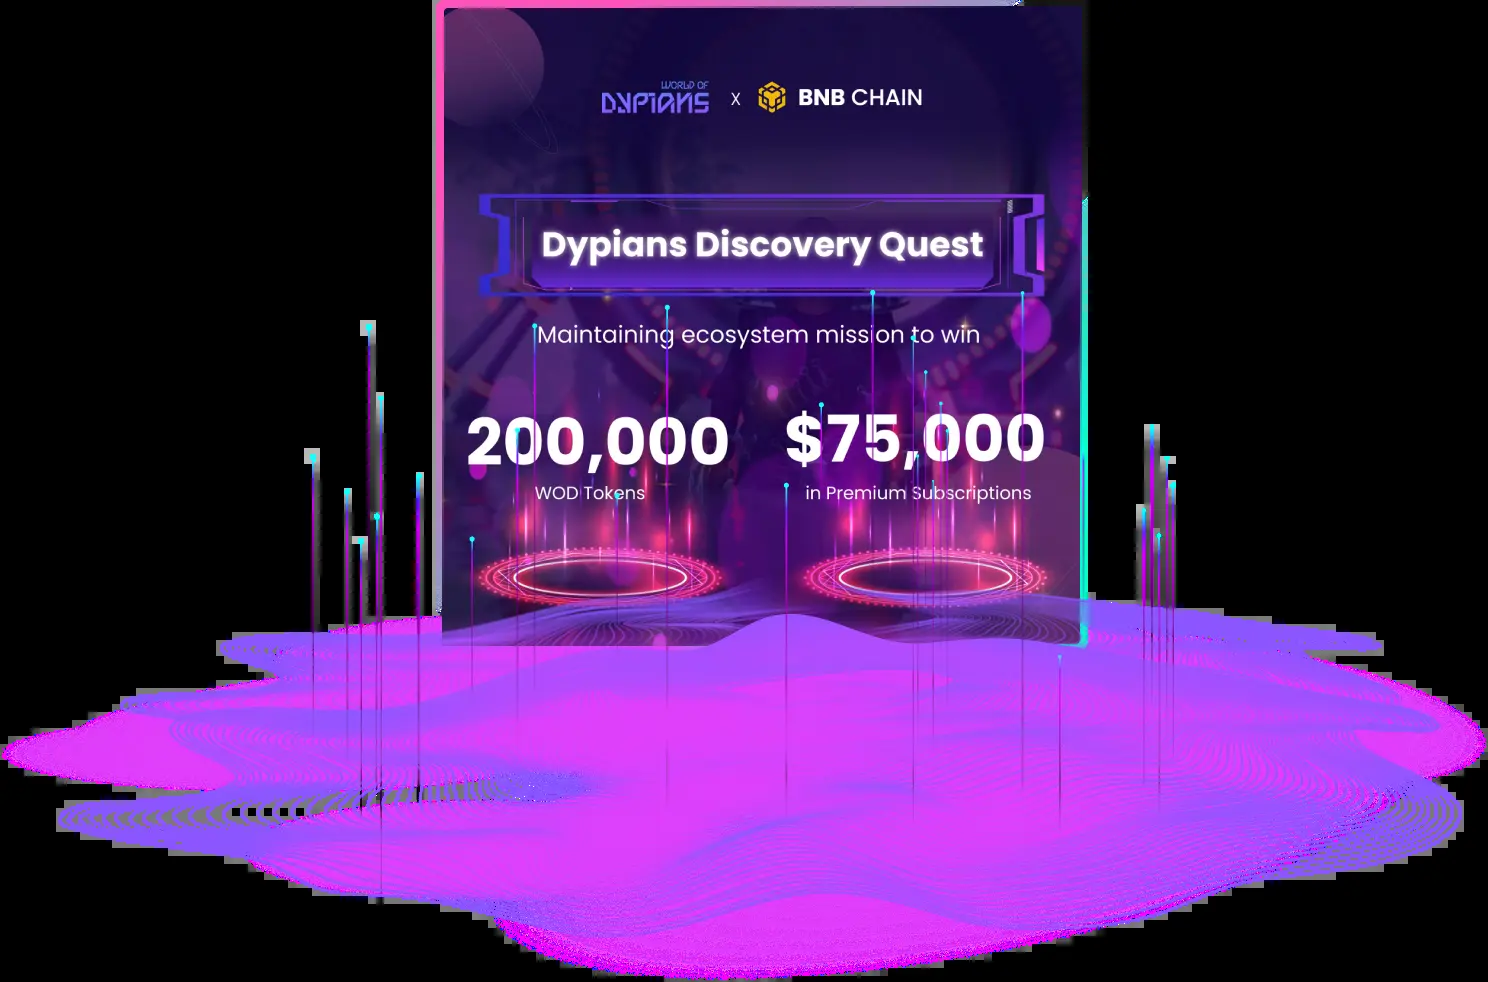 WORLD OF
DYPIANS
X
BNB CHAIN
Dypians Discovery Quest
Maintaining ecosystem mission to win
200,000
$75,000
WOD Tokens
in Premium Subscriptions